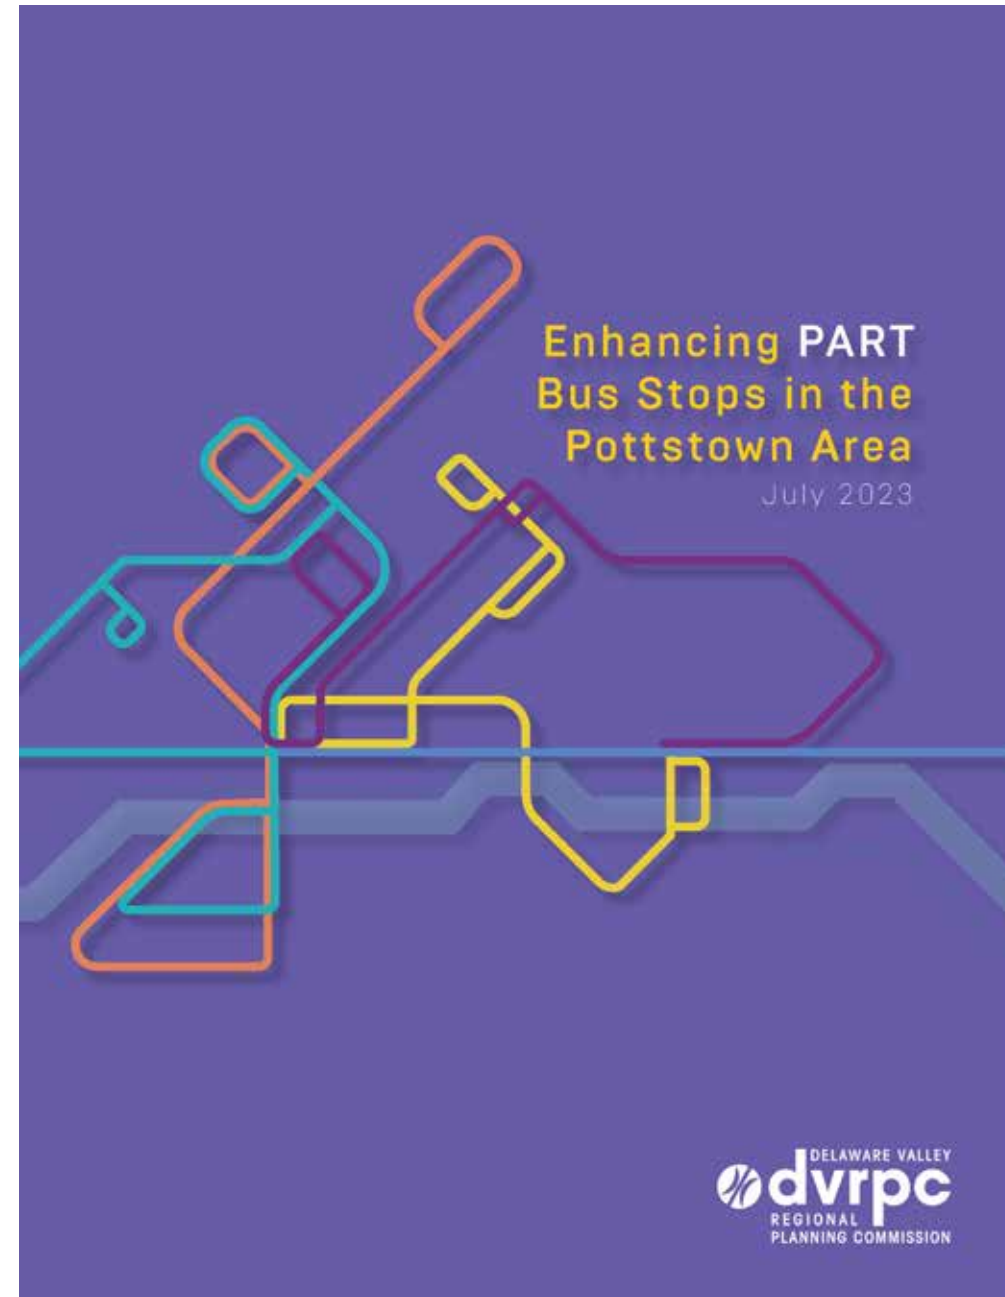 Enhancing PART
Bus Stops in the
Pottstown Area
July 2023
DELAWARE VALLEY
dvrpc
REGIONAL
PLANNING COMMISSION